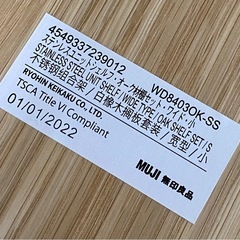 4549337239012
WD8403OK-SS
ステンレスユニットシェルフ・オーク材棚セット・ワイド・小
STAINLESS STEEL UNIT SHELF / WIDE TYPE / OAK SHELF SET / S
不锈钢组合架 / 白橡木搁板套装 / 宽型 / 小
RYOHIN KEIKAKU CO., LTD.
TSCA Title VI Compliant
01/01/2022
MUJI 無印良品